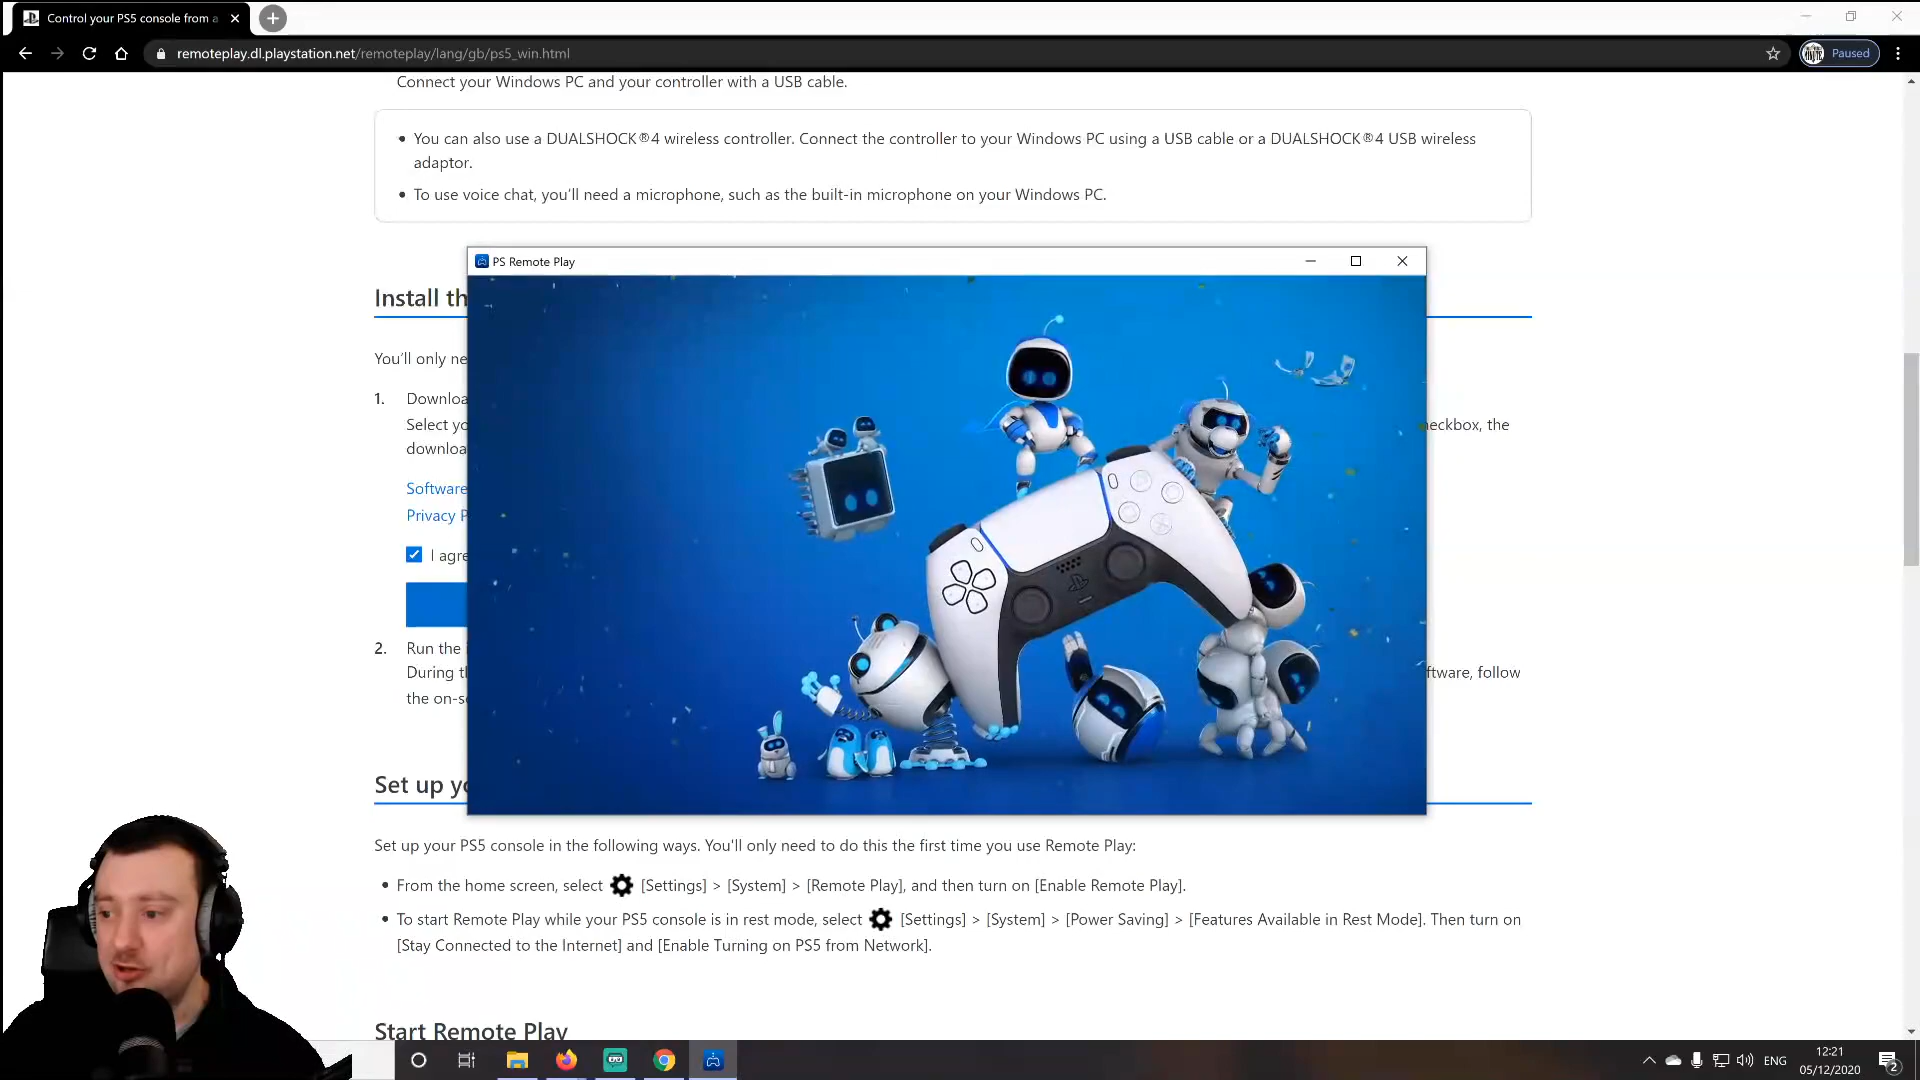 Control your PS5 console from a
remoteplay.dl.playstation.net/remoteplay/lang/gb/ps5_win.html
Paused
Connect your Windows PC and your controller with a USB cable.
• You can also use a DUALSHOCK®4 wireless controller. Connect the controller to your Windows PC using a USB cable or a DUALSHOCK®4 USB wireless
adaptor.
• To use voice chat, you’ll need a microphone, such as the built-in microphone on your Windows PC.
PS Remote Play
Install th
You’ll only ne
1. Downloa
Select yo
heckbox, the
downloa
Software
Privacy P
I agre
2. Run the i
During th
ftware, follow
the on-s
Set up yo
Set up your PS5 console in the following ways. You'll only need to do this the first time you use Remote Play:
• From the home screen, select [Settings] > [System] > [Remote Play], and then turn on [Enable Remote Play].
• To start Remote Play while your PS5 console is in rest mode, select [Settings] > [System] > [Power Saving] > [Features Available in Rest Mode]. Then turn on
[Stay Connected to the Internet] and [Enable Turning on PS5 from Network].
Start Remote Play
ENG
12:21
05/12/2020
2